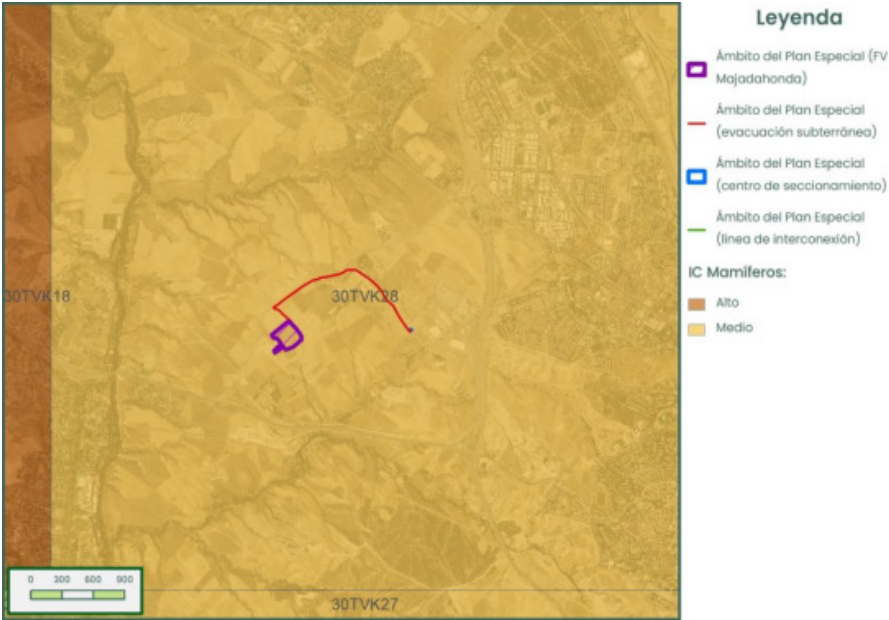 Leyenda
Ámbito del Plan Especial (FV
Majadahonda)
Ámbito del Plan Especial
(evacuación subterránea)
Ámbito del Plan Especial
(centro de seccionamiento)
Ámbito del Plan Especial
(línea de interconexión)
IC Mamíferos:
Alto
Medio
30TVK18
30TVK28
30TVK27
0 300 600 900